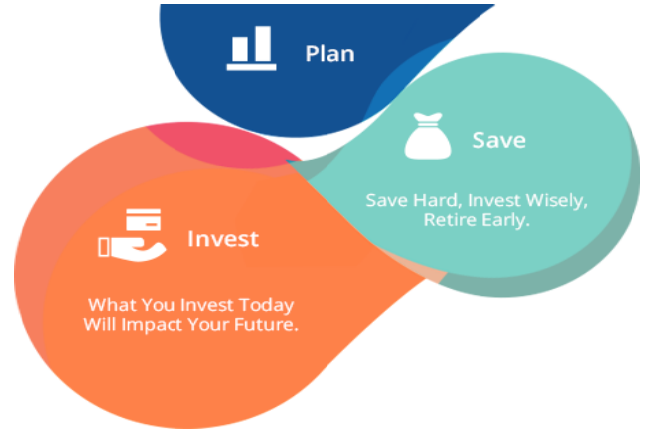 Plan
Save
Save Hard, Invest Wisely,
Retire Early.
Invest
What You Invest Today
Will Impact Your Future.